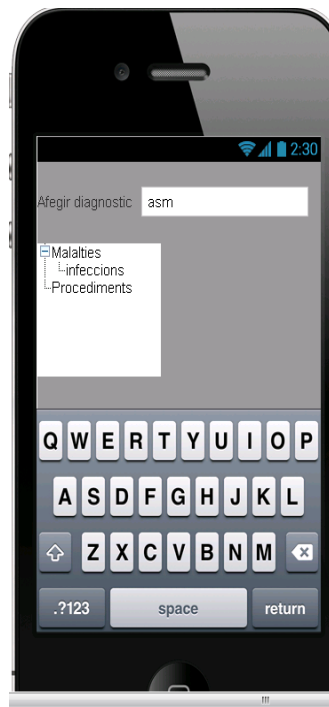 2:30
Afegir diagnostic asm
Malalties
infeccions
Procediments
Q W E R T Y U I O P
A S D F G H J K L
Z X C V B N M
.?123 space return